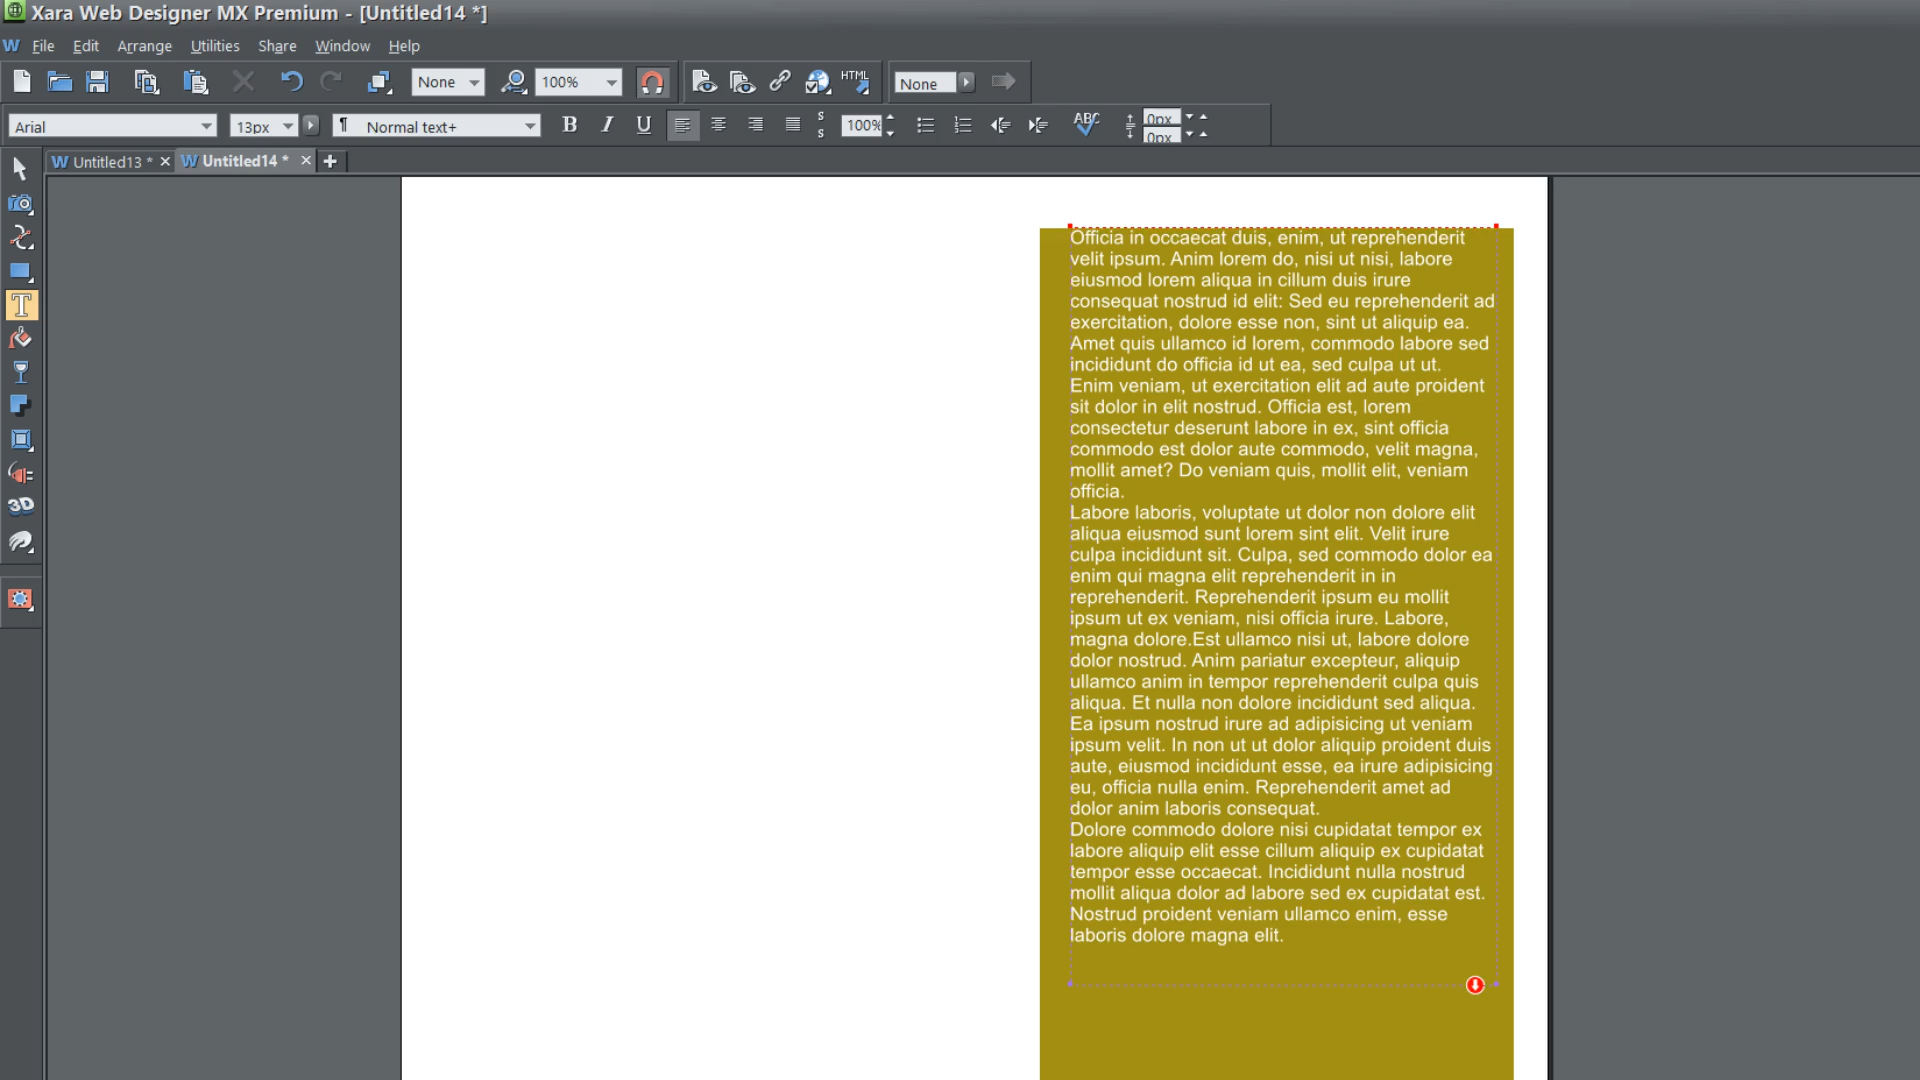 Xara Web Designer MX Premium - [Untitled14 *]
File Edit Arrange Utilities Share Window Help
None 100% HTML None
Arial 13px ¶ Normal text+ B I U 100% ABC 0px
0px
Untitled13 * Untitled14 *
T
3D
Officia in occaecat duis, enim, ut reprehenderit
velit ipsum. Anim lorem do, nisi ut nisi, labore
eiusmod lorem aliqua in cillum duis irure
consequat nostrud id elit: Sed eu reprehenderit ad
exercitation, dolore esse non, sint ut aliquip ea.
Amet quis ullamco id lorem, commodo labore sed
incididunt do officia id ut ea, sed culpa ut ut.
Enim veniam, ut exercitation elit ad aute proident
sit dolor in elit nostrud. Officia est, lorem
consectetur deserunt labore in ex, sint officia
commodo est dolor aute commodo, velit magna,
mollit amet? Do veniam quis, mollit elit, veniam
officia.
Labore laboris, voluptate ut dolor non dolore elit
aliqua eiusmod sunt lorem sint elit. Velit irure
culpa incididunt sit. Culpa, sed commodo dolor ea
enim qui magna elit reprehenderit in in
reprehenderit. Reprehenderit ipsum eu mollit
ipsum ut ex veniam, nisi officia irure. Labore,
magna dolore.Est ullamco nisi ut, labore dolore
dolor nostrud. Anim pariatur excepteur, aliquip
ullamco anim in tempor reprehenderit culpa quis
aliqua. Et nulla non dolore incididunt sed aliqua.
Ea ipsum nostrud irure ad adipisicing ut veniam
ipsum velit. In non ut ut dolor aliquip proident duis
aute, eiusmod incididunt esse, ea irure adipisicing
eu, officia nulla enim. Reprehenderit amet ad
dolor anim laboris consequat.
Dolore commodo dolore nisi cupidatat tempor ex
labore aliquip elit esse cillum aliquip ex cupidatat
tempor esse occaecat. Incididunt nulla nostrud
mollit aliqua dolor ad labore sed ex cupidatat est.
Nostrud proident veniam ullamco enim, esse
laboris dolore magna elit.